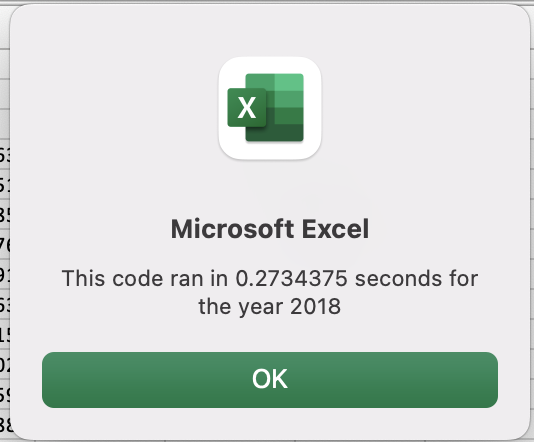 X
Microsoft Excel
This code ran in 0.2734375 seconds for
the year 2018
OK